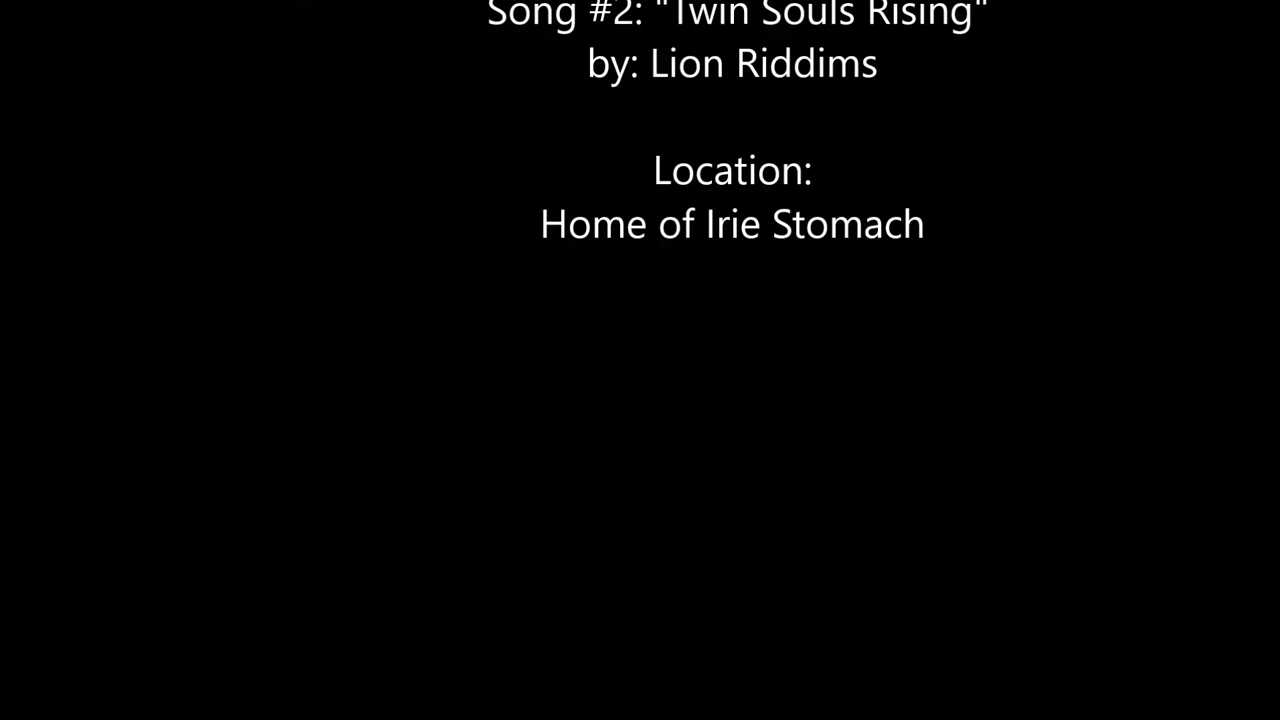 Song #2: "Twin Souls Rising"
by: Lion Riddims
Location:
Home of Irie Stomach